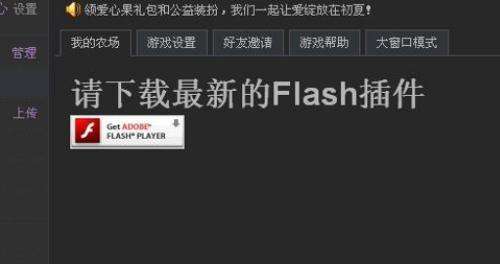 设置
领爱心果礼包和公益装扮，我们一起让爱绽放在初夏！
管理
我的农场 游戏设置 好友邀请 游戏帮助 大窗口模式
请下载最新的Flash插件
上传
Get ADOBE®
FLASH® PLAYER